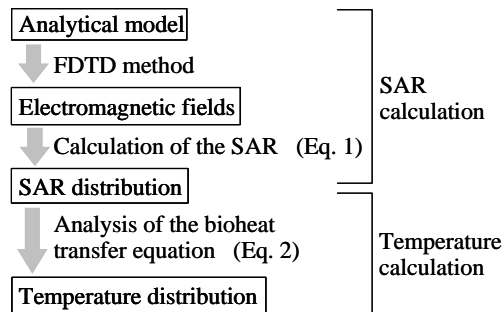 Analytical model
FDTD method
Electromagnetic fields
Calculation of the SAR (Eq. 1)
SAR distribution
Analysis of the bioheat
transfer equation (Eq. 2)
Temperature distribution
SAR
calculation
Temperature
calculation